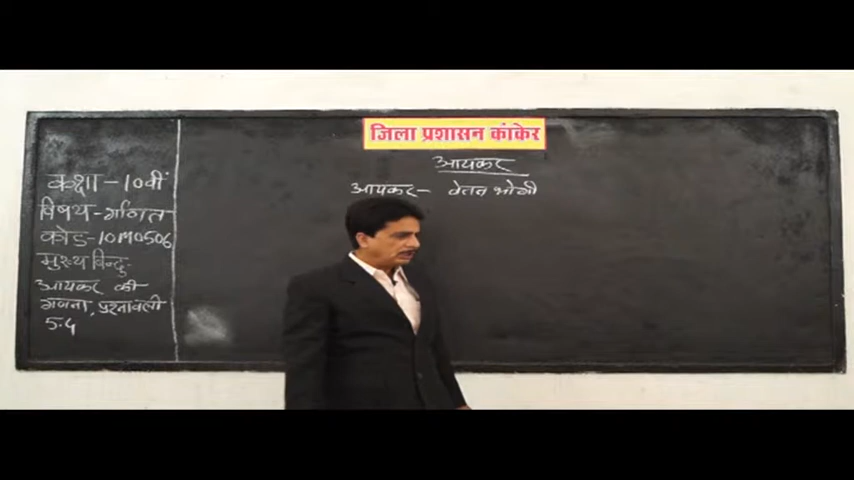 जिला प्रशासन कांकेर
आयकर
आयकर - वेतन भोगी
कक्षा - 10वीं
विषय - गणित
कोड - 10M0506
मुख्य बिन्दु -
आयकर की
गणना, प्रश्नावली
5.4